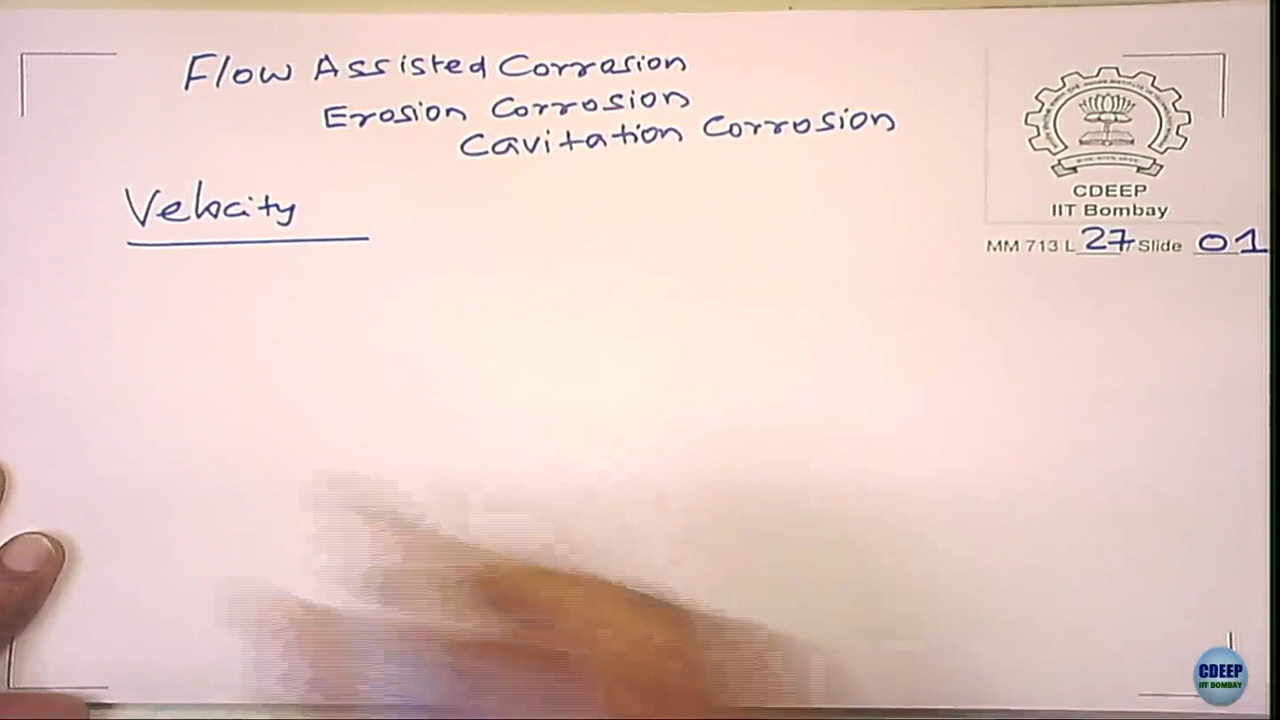 Flow Assisted Corrosion
Erosion Corrosion
Cavitation Corrosion
Velocity
CDEEP
IIT Bombay
MM 713 L 27 Slide 01
CDEEP
IIT BOMBAY